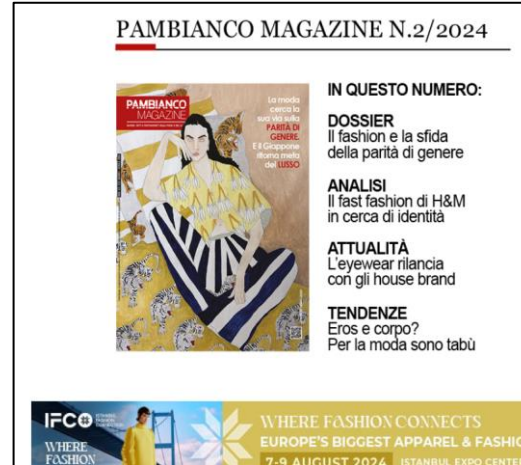 PAMBIANCO MAGAZINE N.2/2024
PAMBIANCO
MAGAZINE
La moda
cerca la
sua via sulla
PARITÀ DI
GENERE.
E il Giappone
ritorna meta
del LUSSO
IN QUESTO NUMERO:
DOSSIER
Il fashion e la sfida
della parità di genere
ANALISI
Il fast fashion di H&M
in cerca di identità
ATTUALITÀ
L'eyewear rilancia
con gli house brand
TENDENZE
Eros e corpo?
Per la moda sono tabù
IFCO
WHERE
FASHION
WHERE FASHION CONNECTS
EUROPE'S BIGGEST APPAREL & FASHIO
7-9 AUGUST 2024 ISTANBUL EXPO CENTER